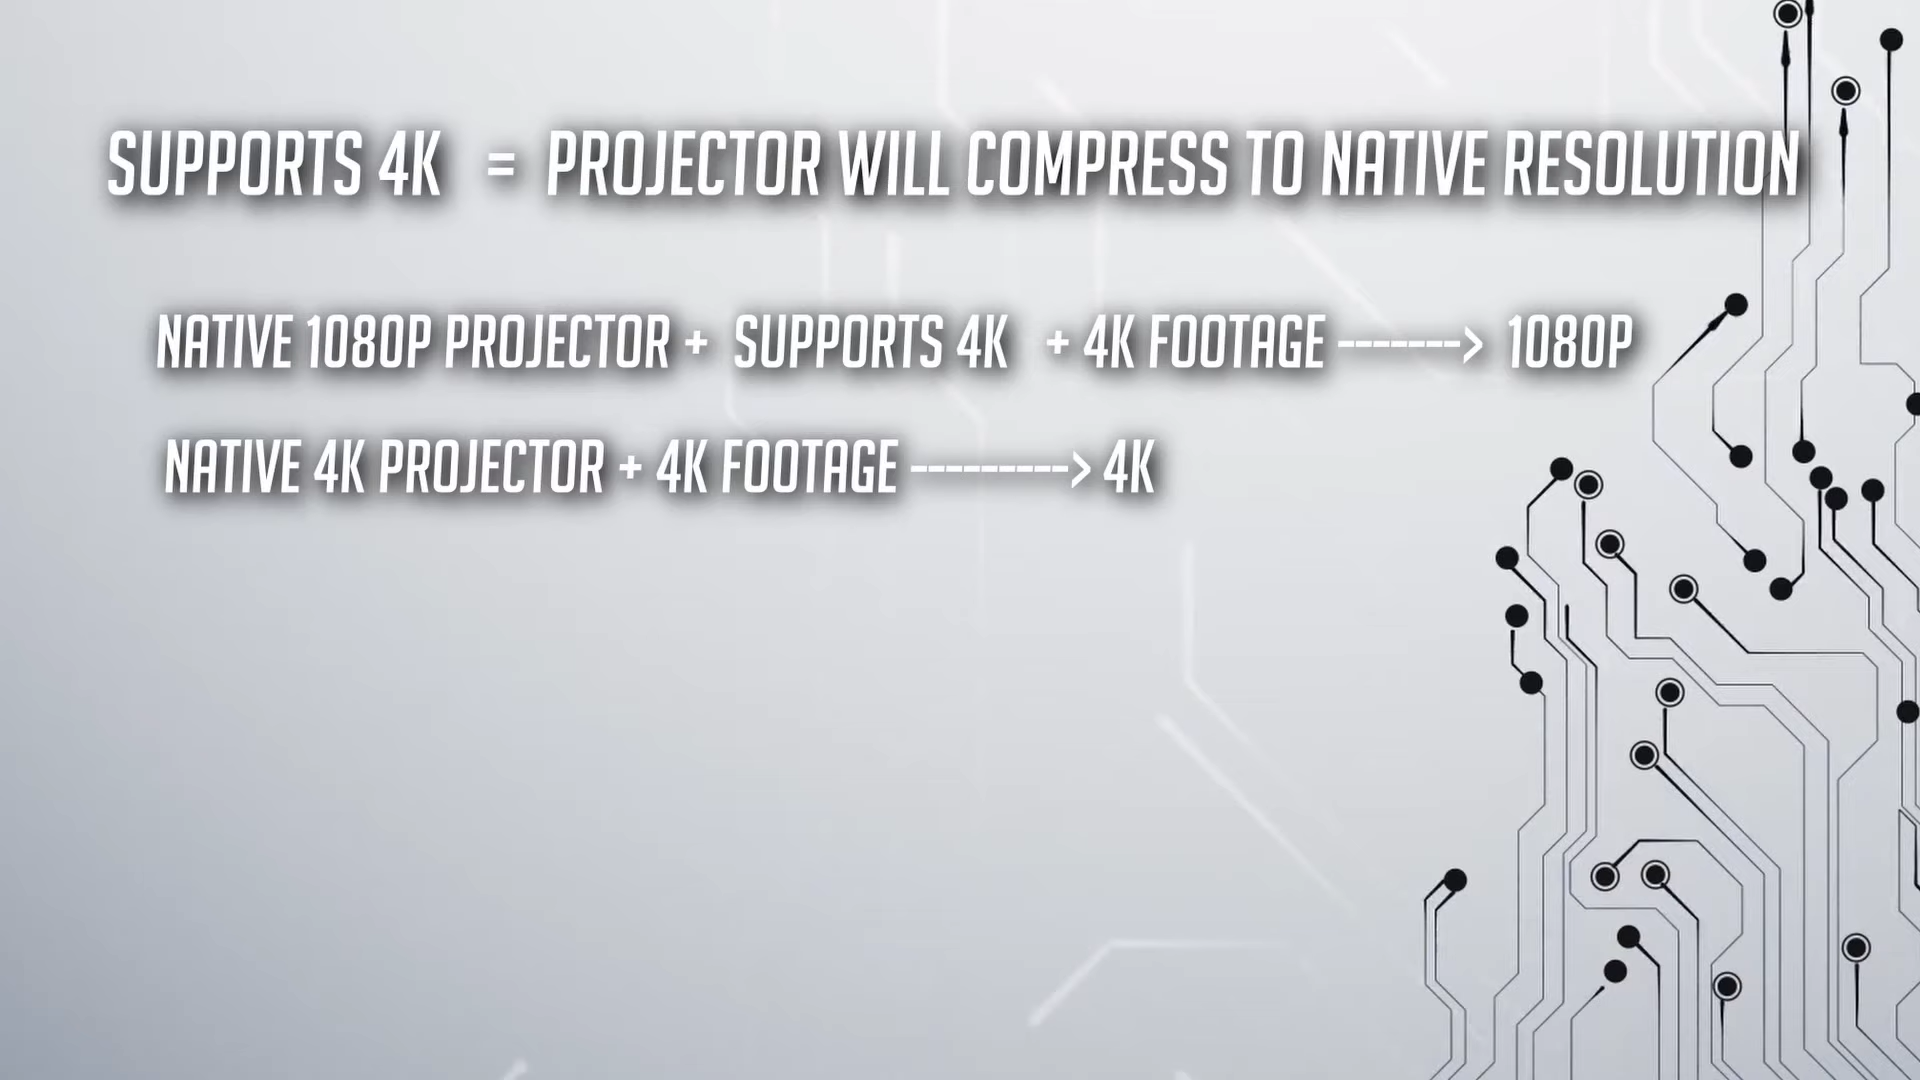 SUPPORTS 4K = PROJECTOR WILL COMPRESS TO NATIVE RESOLUTION
NATIVE 1080P PROJECTOR + SUPPORTS 4K + 4K FOOTAGE -------> 1080P
NATIVE 4K PROJECTOR + 4K FOOTAGE ---------> 4K